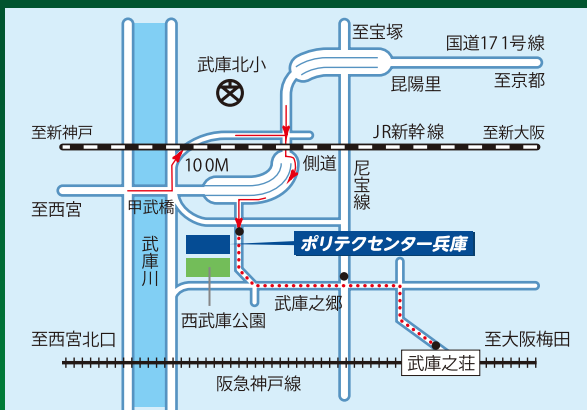 至宝塚
国道171号線
武庫北小
昆陽里
至京都
至新神戸
JR新幹線
至新大阪
100M
側道
尼宝線
至西宮
甲武橋
武庫川
ポリテクセンター兵庫
武庫之郷
西武庫公園
至西宮北口
至大阪梅田
武庫之荘
阪急神戸線